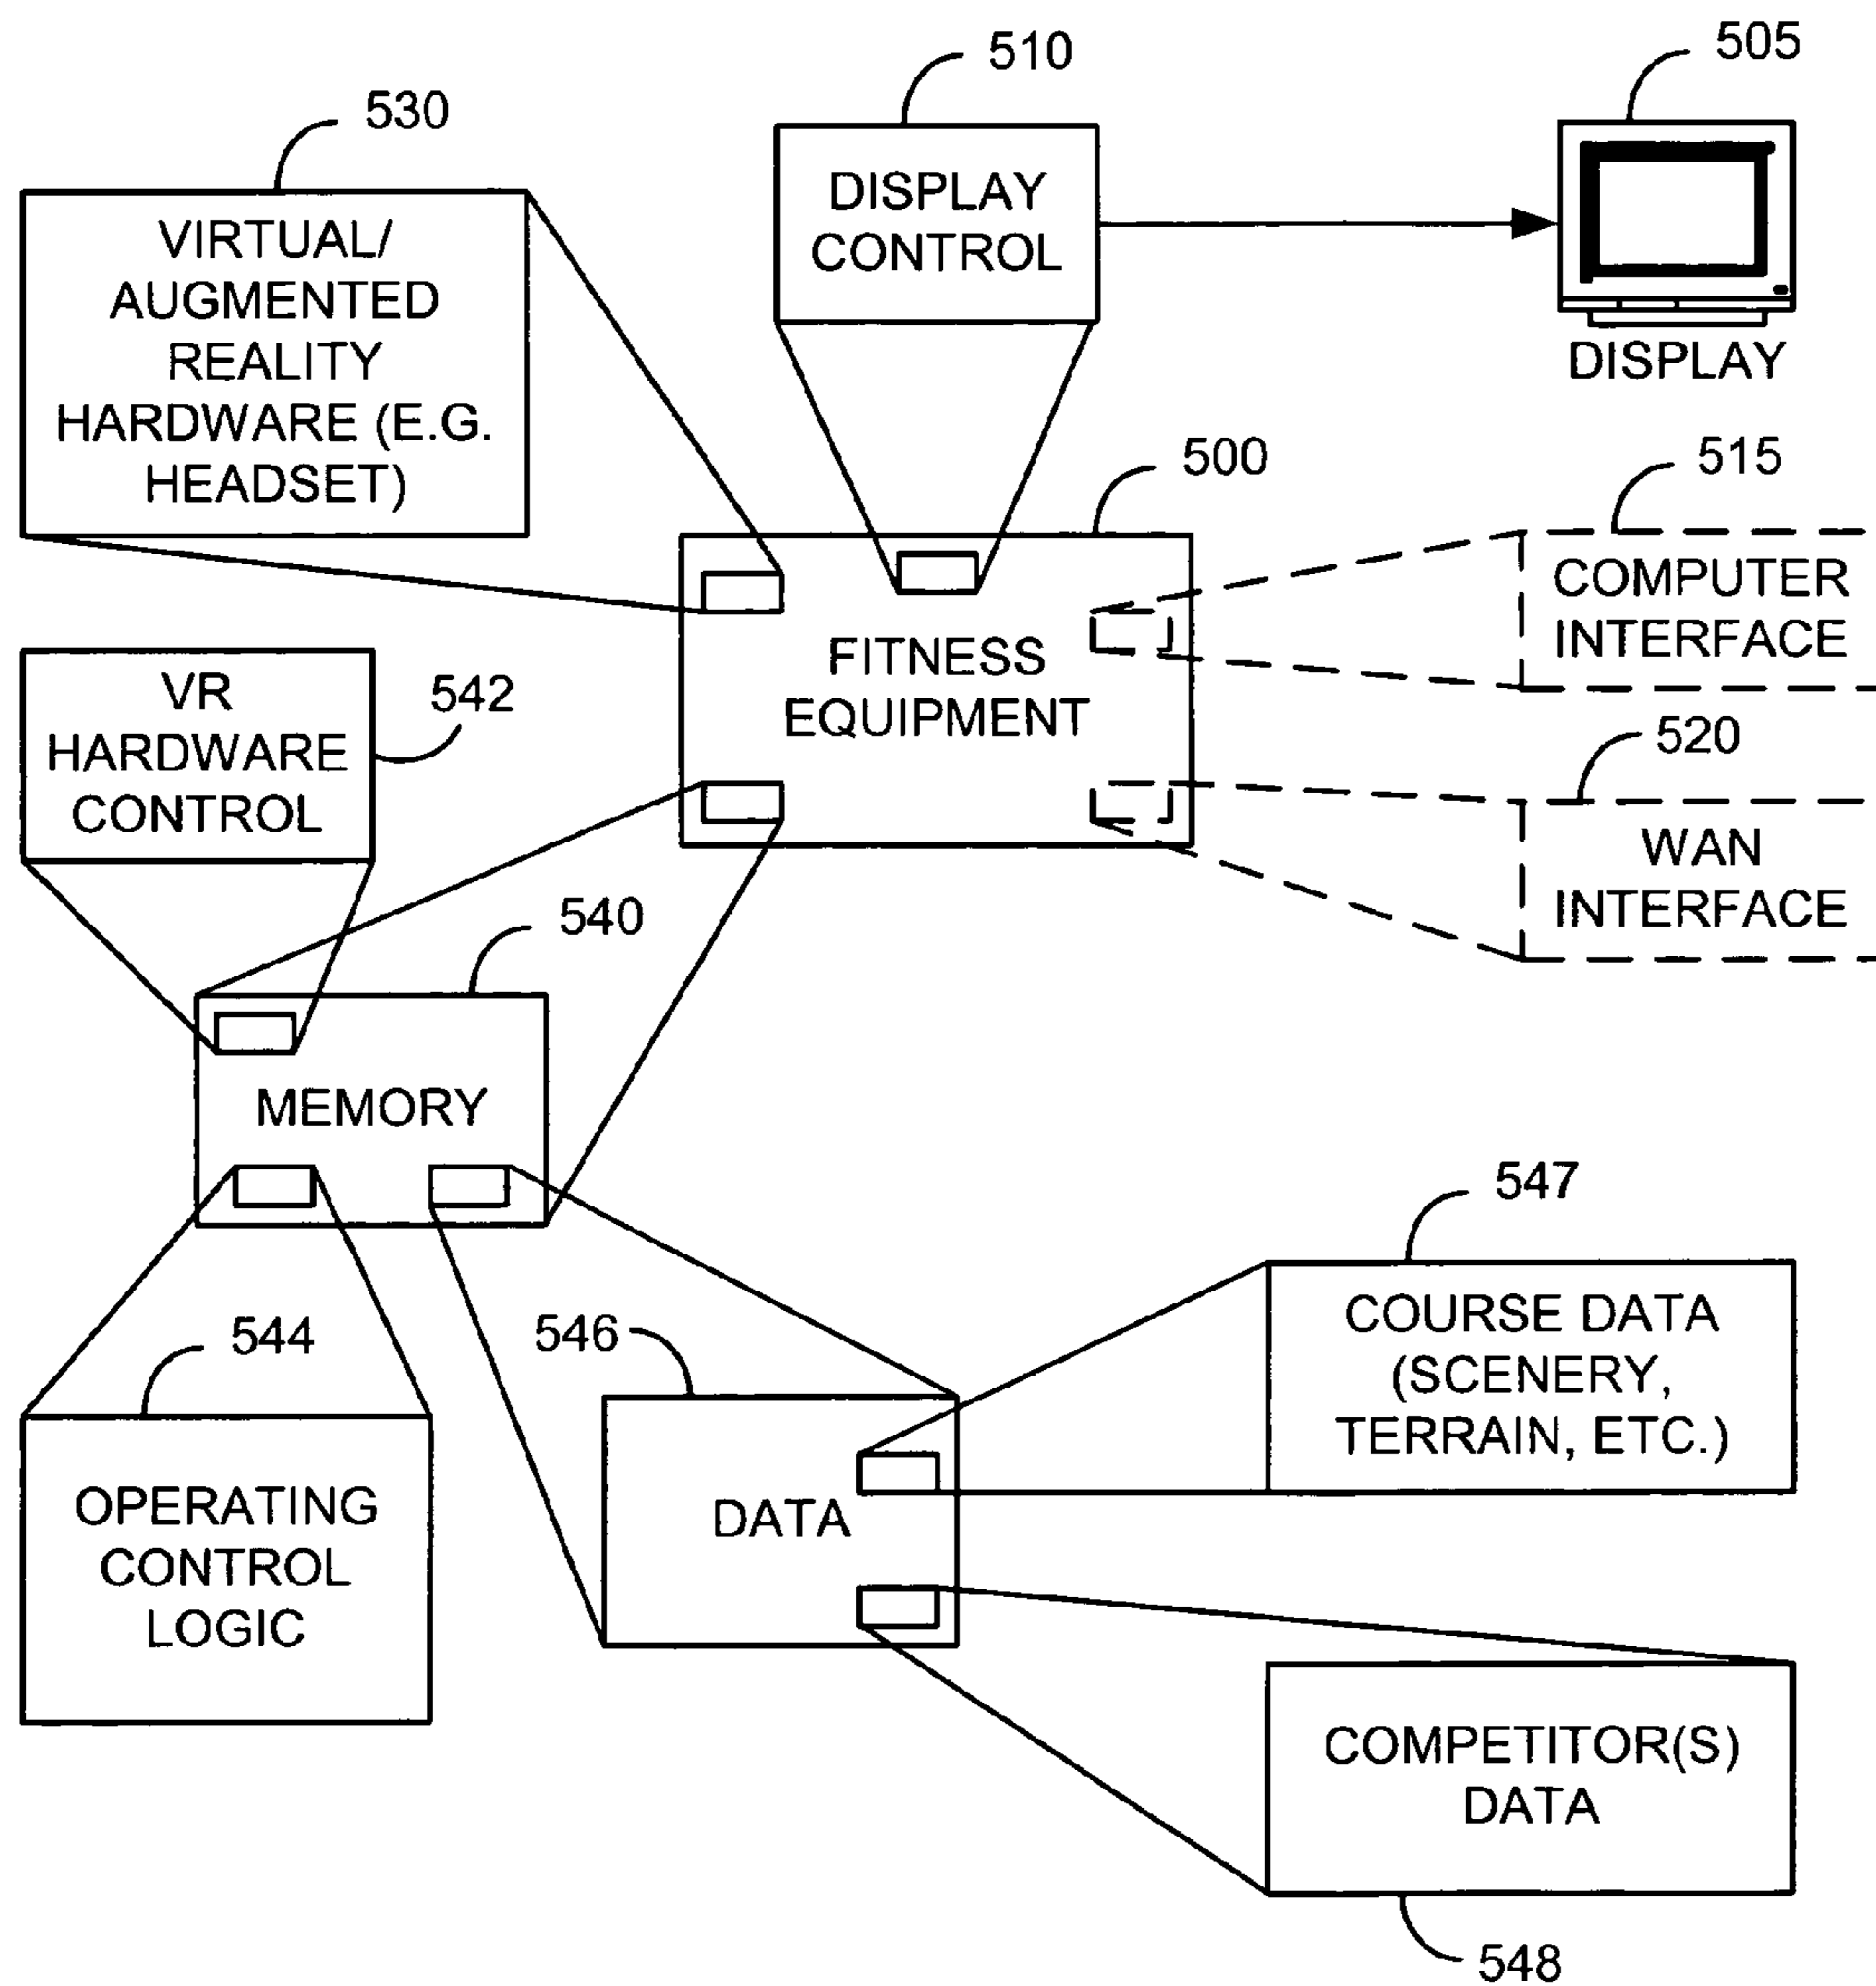 510
505
530
DISPLAY
CONTROL
VIRTUAL/
AUGMENTED
REALITY
HARDWARE (E.G.
HEADSET)
DISPLAY
500
515
COMPUTER
INTERFACE
FITNESS
EQUIPMENT
VR
HARDWARE
CONTROL
542
520
WAN
INTERFACE
540
MEMORY
547
COURSE DATA
(SCENERY,
TERRAIN, ETC.)
544
546
OPERATING
CONTROL
LOGIC
DATA
COMPETITOR(S)
DATA
548